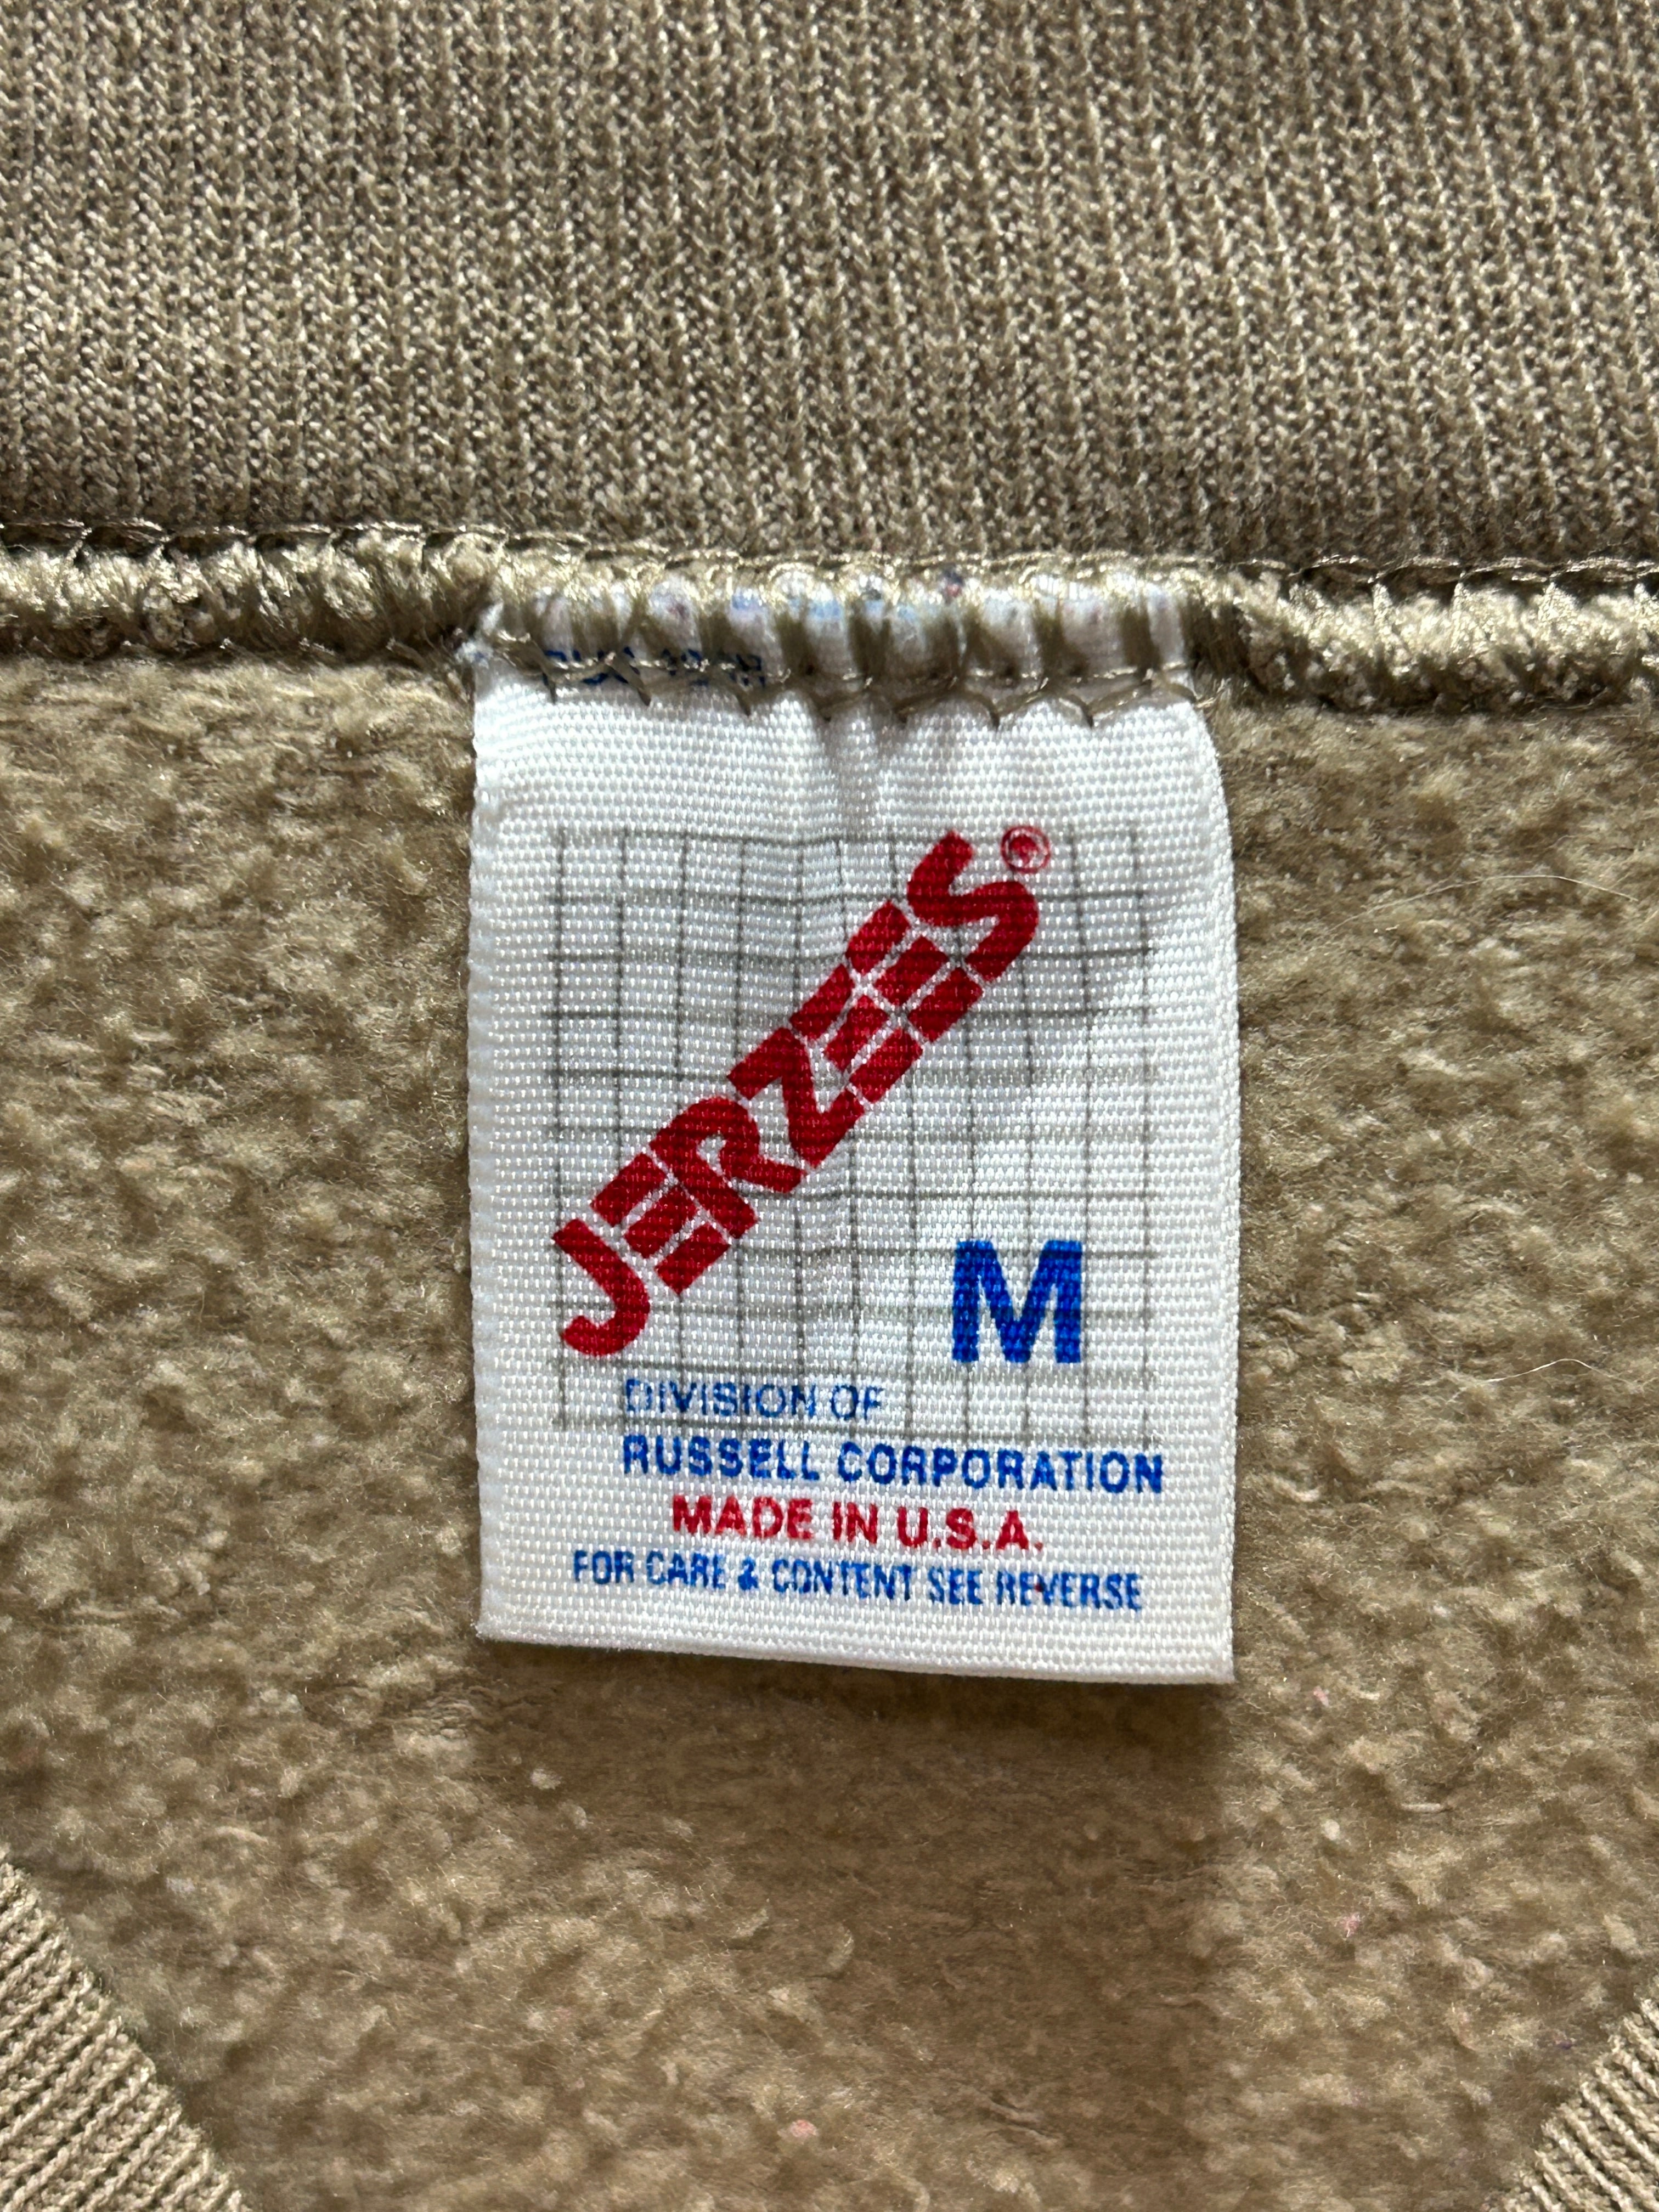 JERZEES®
M
DIVISION OF
RUSSELL CORPORATION
MADE IN U.S.A.
FOR CARE & CONTENT SEE REVERSE